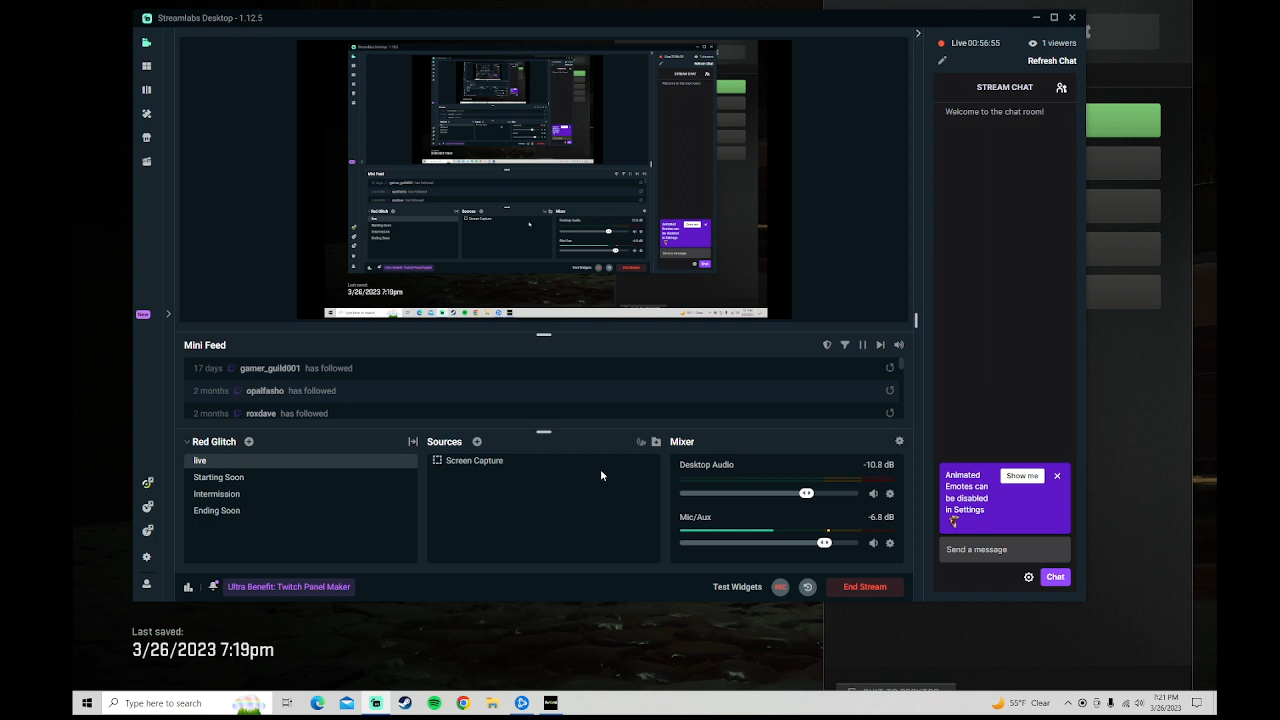 Streamlabs Desktop - 1.12.5
Live 00:56:55
1 viewers
Refresh Chat
STREAM CHAT
Welcome to the chat room!
New
Mini Feed
17 days gamer_guild001 has followed
2 months opalfasho has followed
2 months roxdave has followed
Red Glitch
live
Starting Soon
Intermission
Ending Soon
Sources
Screen Capture
Mixer
Desktop Audio -10.8 dB
Mic/Aux -6.8 dB
Animated
Emotes can
be disabled
in Settings
Show me
Send a message
Chat
Ultra Benefit: Twitch Panel Maker
Test Widgets
REC
End Stream
Last saved:
3/26/2023 7:19pm
QUIT TO DESKTOP
Type here to search
55°F Clear
7:21 PM
3/26/2023